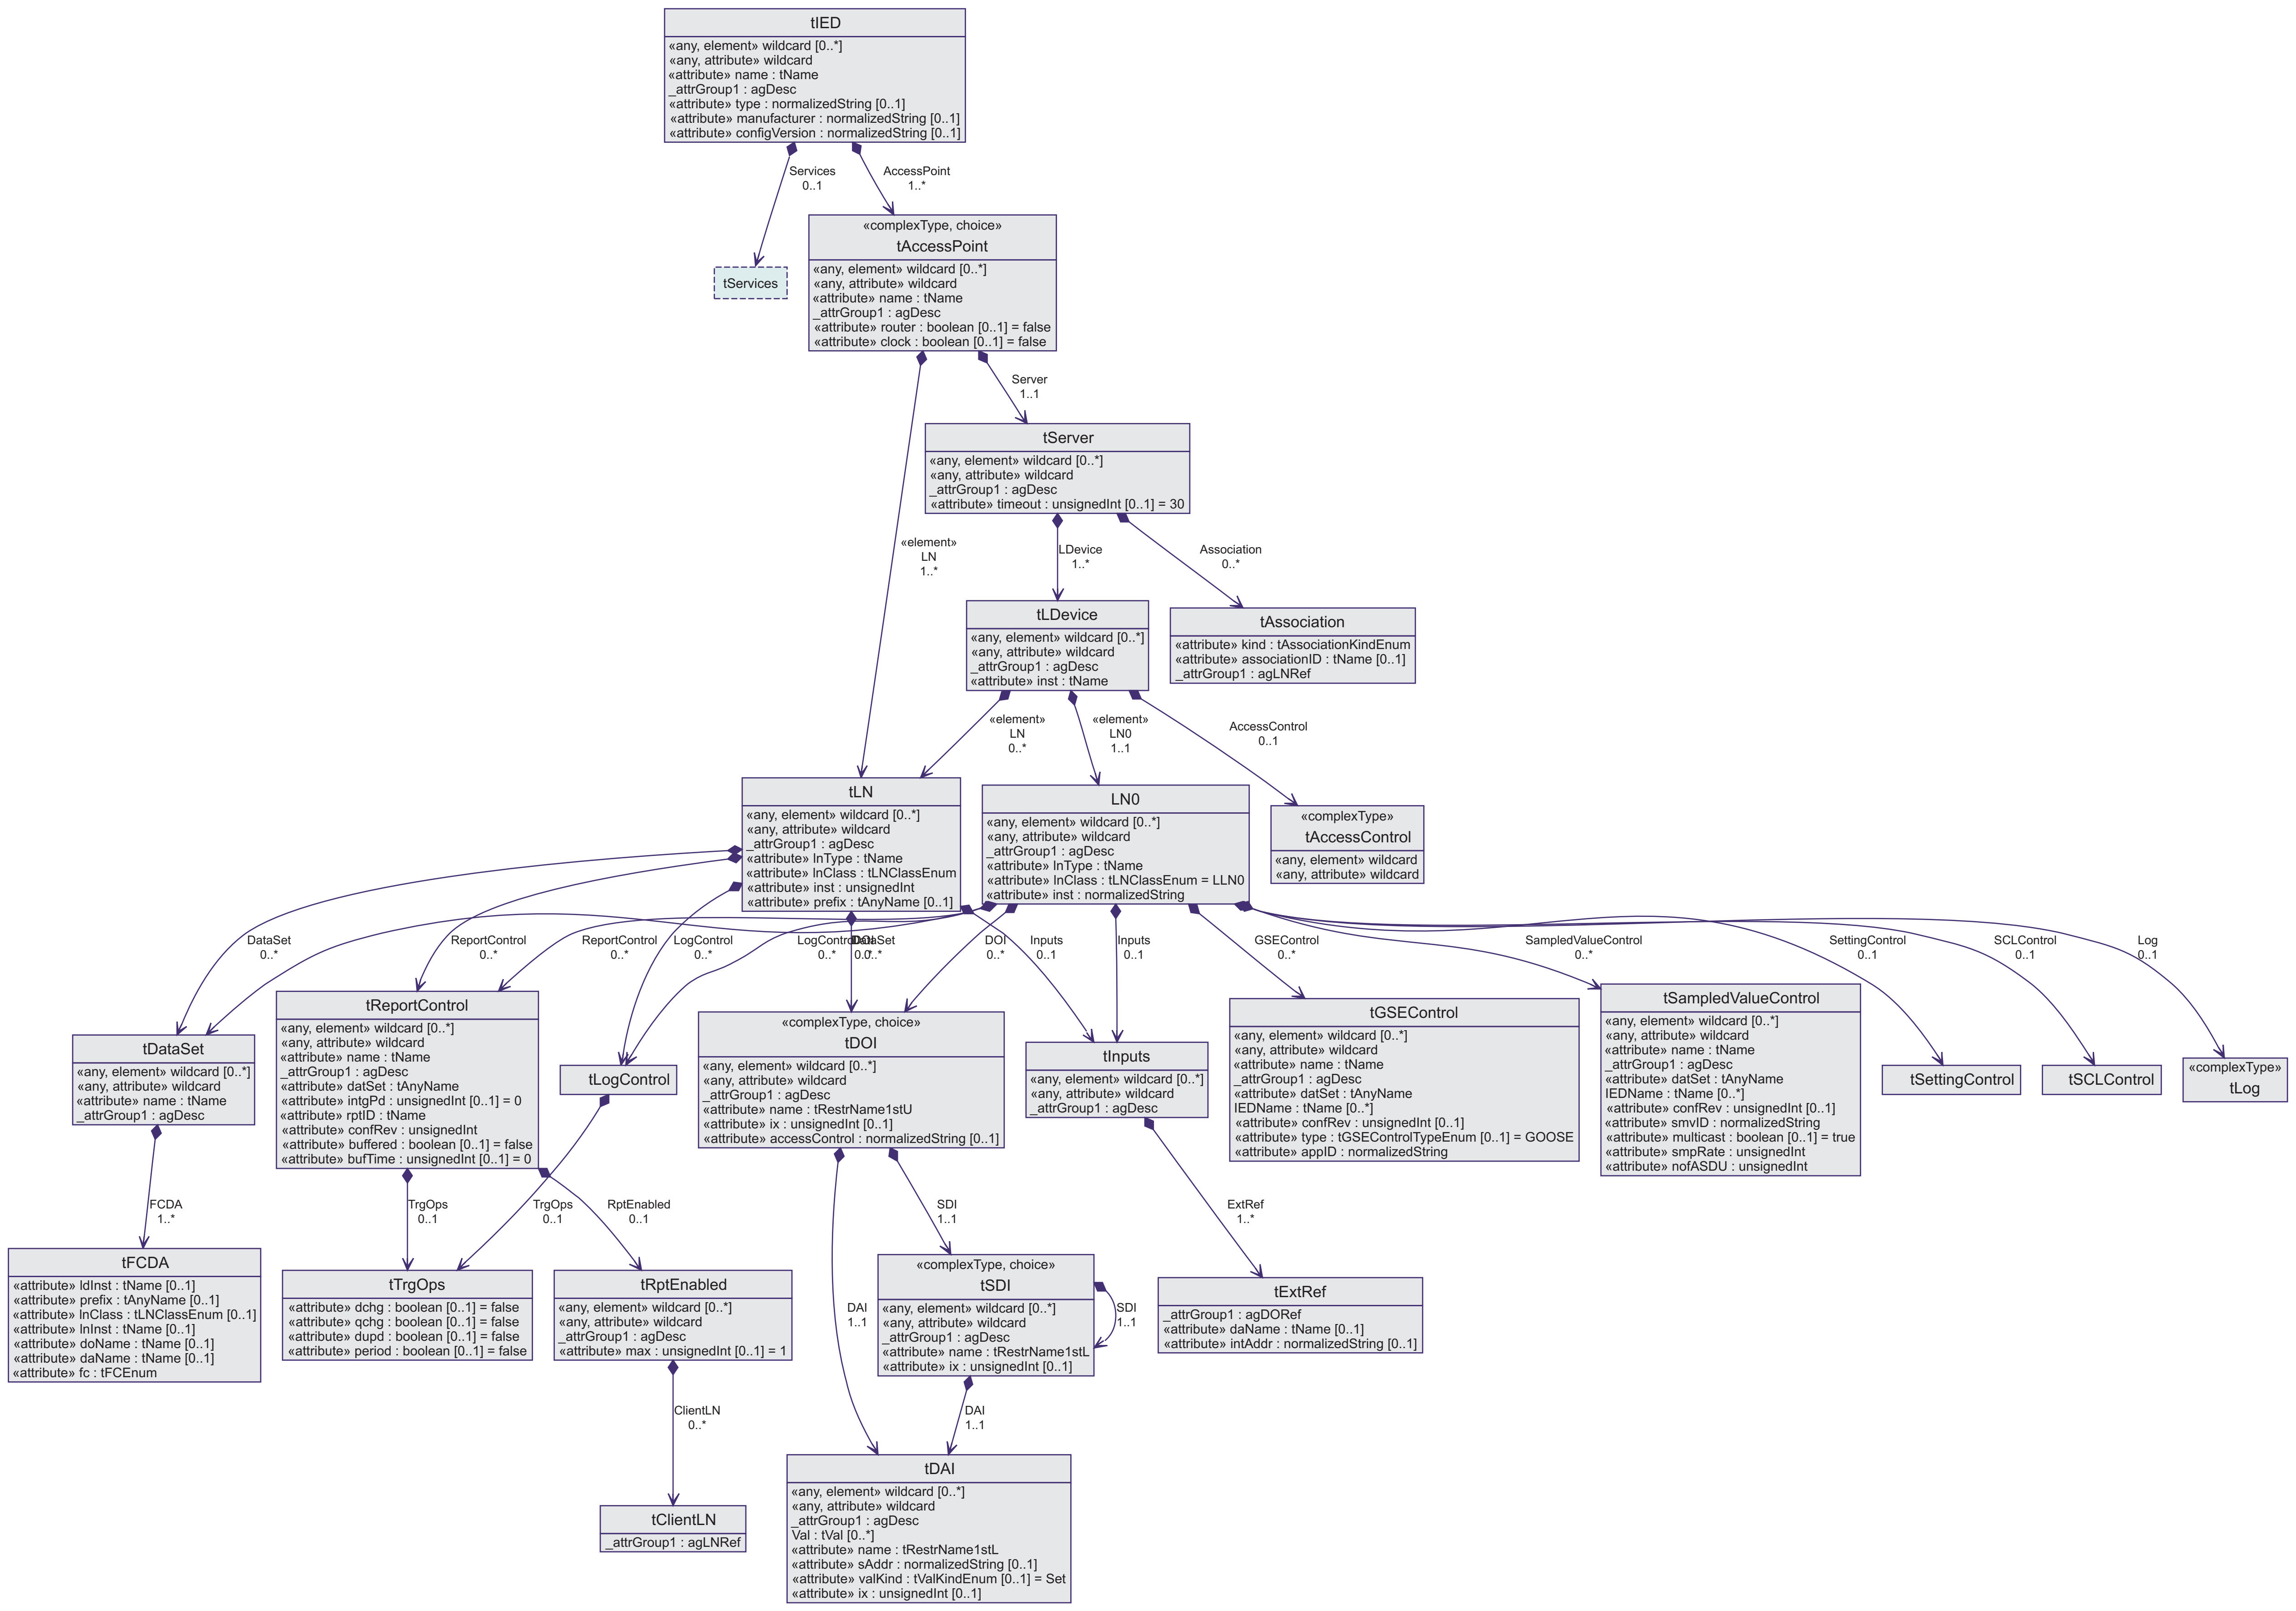 tIED
«any, element» wildcard [0..*]
«any, attribute» wildcard
«attribute» name : tName
_attrGroup1 : agDesc
«attribute» type : normalizedString [0..1]
«attribute» manufacturer : normalizedString [0..1]
«attribute» configVersion : normalizedString [0..1]
Services
0..1
AccessPoint
1..*
tServices
«complexType, choice»
tAccessPoint
«any, element» wildcard [0..*]
«any, attribute» wildcard
«attribute» name : tName
_attrGroup1 : agDesc
«attribute» router : boolean [0..1] = false
«attribute» clock : boolean [0..1] = false
Server
1..1
tServer
«any, element» wildcard [0..*]
«any, attribute» wildcard
_attrGroup1 : agDesc
«attribute» timeout : unsignedInt [0..1] = 30
«element»
LN
1..*
LDevice
1..*
Association
0..*
tLDevice
«any, element» wildcard [0..*]
«any, attribute» wildcard
_attrGroup1 : agDesc
«attribute» inst : tName
tAssociation
«attribute» kind : tAssociationKindEnum
«attribute» associationID : tName [0..1]
_attrGroup1 : agLNRef
«element»
LN
0..*
«element»
LN0
1..1
AccessControl
0..1
tLN
«any, element» wildcard [0..*]
«any, attribute» wildcard
_attrGroup1 : agDesc
«attribute» lnType : tName
«attribute» lnClass : tLNClassEnum
«attribute» inst : unsignedInt
«attribute» prefix : tAnyName [0..1]
LN0
«any, element» wildcard [0..*]
«any, attribute» wildcard
_attrGroup1 : agDesc
«attribute» lnType : tName
«attribute» lnClass : tLNClassEnum = LLN0
«attribute» inst : normalizedString
«complexType»
tAccessControl
«any, element» wildcard
«any, attribute» wildcard
DataSet
0..*
ReportControl
0..*
ReportControl
0..*
LogControl
0..*
LogControl
0..*
DOI
0..*
DataSet
0..*
DOI
0..*
Inputs
0..1
Inputs
0..1
GSEControl
0..*
SampledValueControl
0..*
SettingControl
0..1
SCLControl
0..1
Log
0..1
tDataSet
«any, element» wildcard [0..*]
«any, attribute» wildcard
«attribute» name : tName
_attrGroup1 : agDesc
tReportControl
«any, element» wildcard [0..*]
«any, attribute» wildcard
«attribute» name : tName
_attrGroup1 : agDesc
«attribute» datSet : tAnyName
«attribute» intgPd : unsignedInt [0..1] = 0
«attribute» rptID : tName
«attribute» confRev : unsignedInt
«attribute» buffered : boolean [0..1] = false
«attribute» bufTime : unsignedInt [0..1] = 0
tLogControl
«complexType, choice»
tDOI
«any, element» wildcard [0..*]
«any, attribute» wildcard
_attrGroup1 : agDesc
«attribute» name : tRestrName1stU
«attribute» ix : unsignedInt [0..1]
«attribute» accessControl : normalizedString [0..1]
tInputs
«any, element» wildcard [0..*]
«any, attribute» wildcard
_attrGroup1 : agDesc
tGSEControl
«any, element» wildcard [0..*]
«any, attribute» wildcard
«attribute» name : tName
_attrGroup1 : agDesc
«attribute» datSet : tAnyName
IEDName : tName [0..*]
«attribute» confRev : unsignedInt [0..1]
«attribute» type : tGSEControlTypeEnum [0..1] = GOOSE
«attribute» appID : normalizedString
tSampledValueControl
«any, element» wildcard [0..*]
«any, attribute» wildcard
«attribute» name : tName
_attrGroup1 : agDesc
«attribute» datSet : tAnyName
IEDName : tName [0..*]
«attribute» confRev : unsignedInt [0..1]
«attribute» smvID : normalizedString
«attribute» multicast : boolean [0..1] = true
«attribute» smpRate : unsignedInt
«attribute» nofASDU : unsignedInt
tSettingControl
tSCLControl
«complexType»
tLog
FCDA
1..*
TrgOps
0..1
TrgOps
0..1
RptEnabled
0..1
SDI
1..1
ExtRef
1..*
tFCDA
«attribute» ldInst : tName [0..1]
«attribute» prefix : tAnyName [0..1]
«attribute» lnClass : tLNClassEnum [0..1]
«attribute» lnInst : tName [0..1]
«attribute» doName : tName [0..1]
«attribute» daName : tName [0..1]
«attribute» fc : tFCEnum
tTrgOps
«attribute» dchg : boolean [0..1] = false
«attribute» qchg : boolean [0..1] = false
«attribute» dupd : boolean [0..1] = false
«attribute» period : boolean [0..1] = false
tRptEnabled
«any, element» wildcard [0..*]
«any, attribute» wildcard
_attrGroup1 : agDesc
«attribute» max : unsignedInt [0..1] = 1
DAI
1..1
«complexType, choice»
tSDI
«any, element» wildcard [0..*]
«any, attribute» wildcard
_attrGroup1 : agDesc
«attribute» name : tRestrName1stL
«attribute» ix : unsignedInt [0..1]
SDI
1..1
tExtRef
_attrGroup1 : agDORef
«attribute» daName : tName [0..1]
«attribute» intAddr : normalizedString [0..1]
ClientLN
0..*
DAI
1..1
tClientLN
_attrGroup1 : agLNRef
tDAI
«any, element» wildcard [0..*]
«any, attribute» wildcard
_attrGroup1 : agDesc
Val : tVal [0..*]
«attribute» name : tRestrName1stL
«attribute» sAddr : normalizedString [0..1]
«attribute» valKind : tValKindEnum [0..1] = Set
«attribute» ix : unsignedInt [0..1]